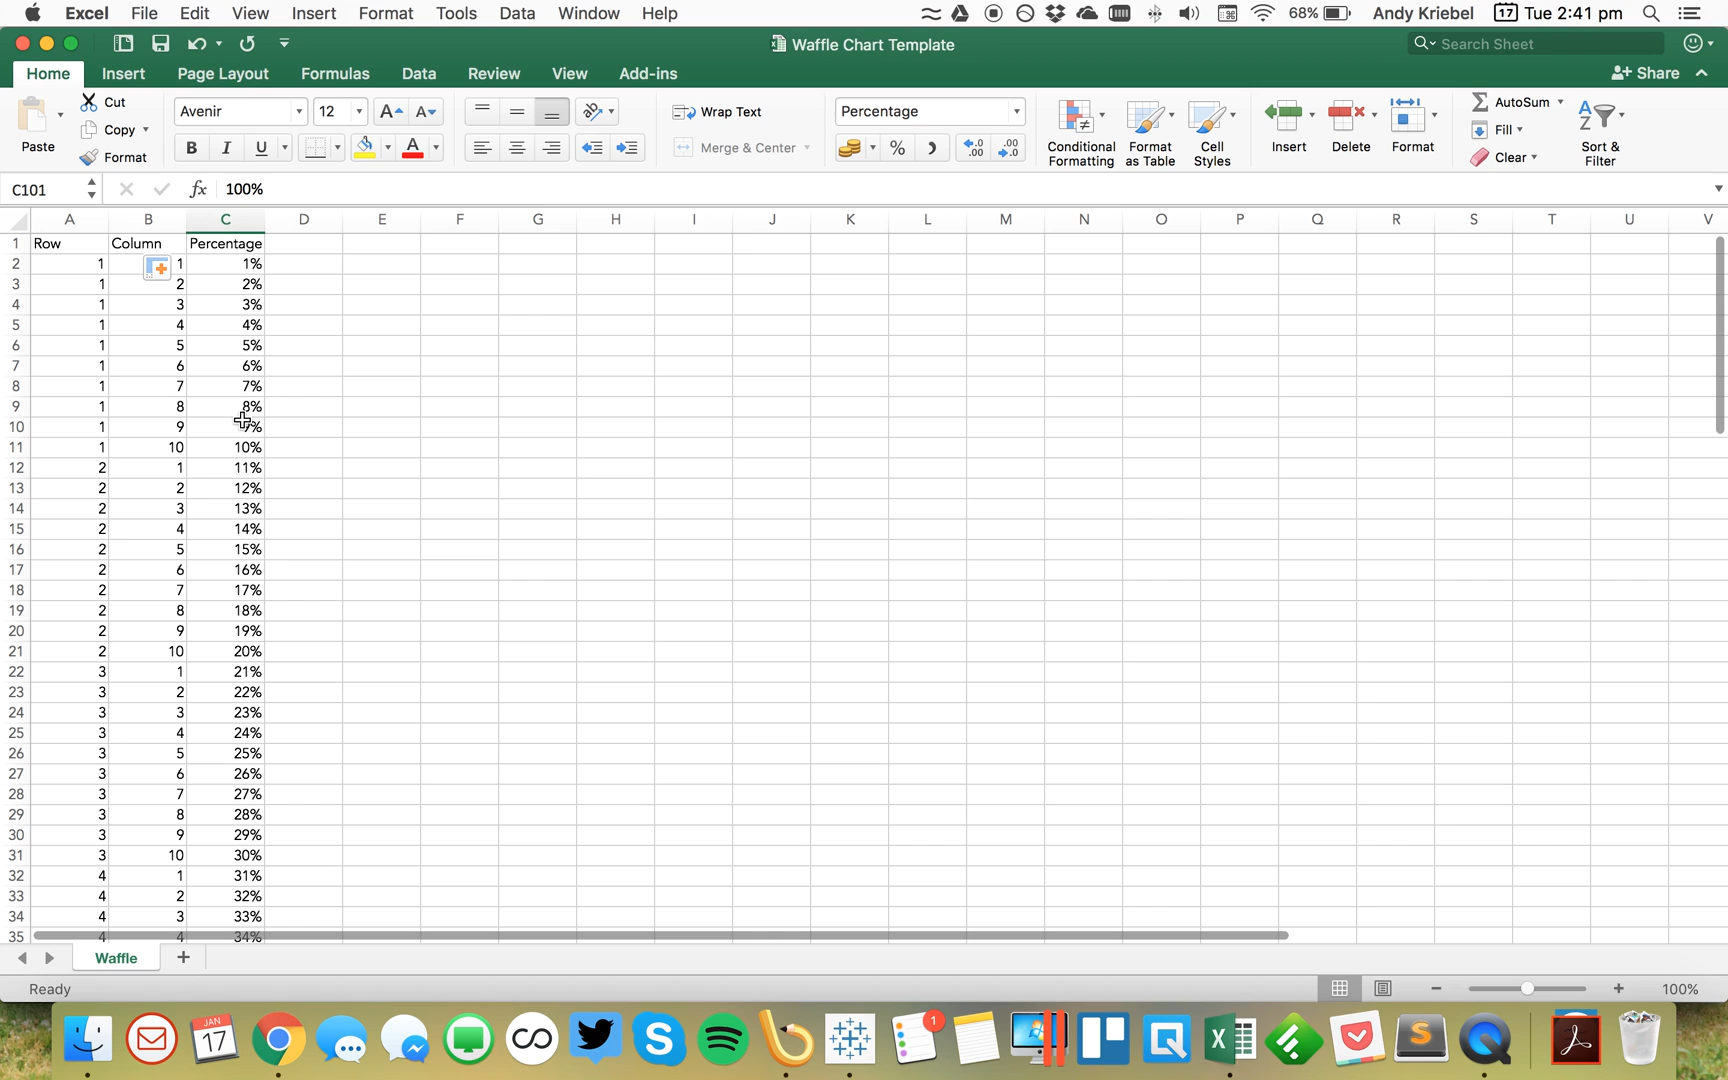 Excel File Edit View Insert Format Tools Data Window Help 68% Andy Kriebel 17 Tue 2:41 pm
Waffle Chart Template Search Sheet
Home Insert Page Layout Formulas Data Review View Add-ins Share
Paste Cut Copy Format Avenir 12 A A B I U A Wrap Text Merge & Center Percentage % Conditional Formatting Format as Table Cell Styles Insert Delete Format AutoSum Fill Clear Sort & Filter
C101 fx 100%
A B C D E F G H I J K L M N O P Q R S T U V
1 Row Column Percentage
2 1 1 1%
3 1 2 2%
4 1 3 3%
5 1 4 4%
6 1 5 5%
7 1 6 6%
8 1 7 7%
9 1 8 8%
10 1 9
11 1 10 10%
12 2 1 11%
13 2 2 12%
14 2 3 13%
15 2 4 14%
16 2 5 15%
17 2 6 16%
18 2 7 17%
19 2 8 18%
20 2 9 19%
21 2 10 20%
22 3 1 21%
23 3 2 22%
24 3 3 23%
25 3 4 24%
26 3 5 25%
27 3 6 26%
28 3 7 27%
29 3 8 28%
30 3 9 29%
31 3 10 30%
32 4 1 31%
33 4 2 32%
34 4 3 33%
35 4 4 34%
Waffle
Ready 100%
JAN 17 1